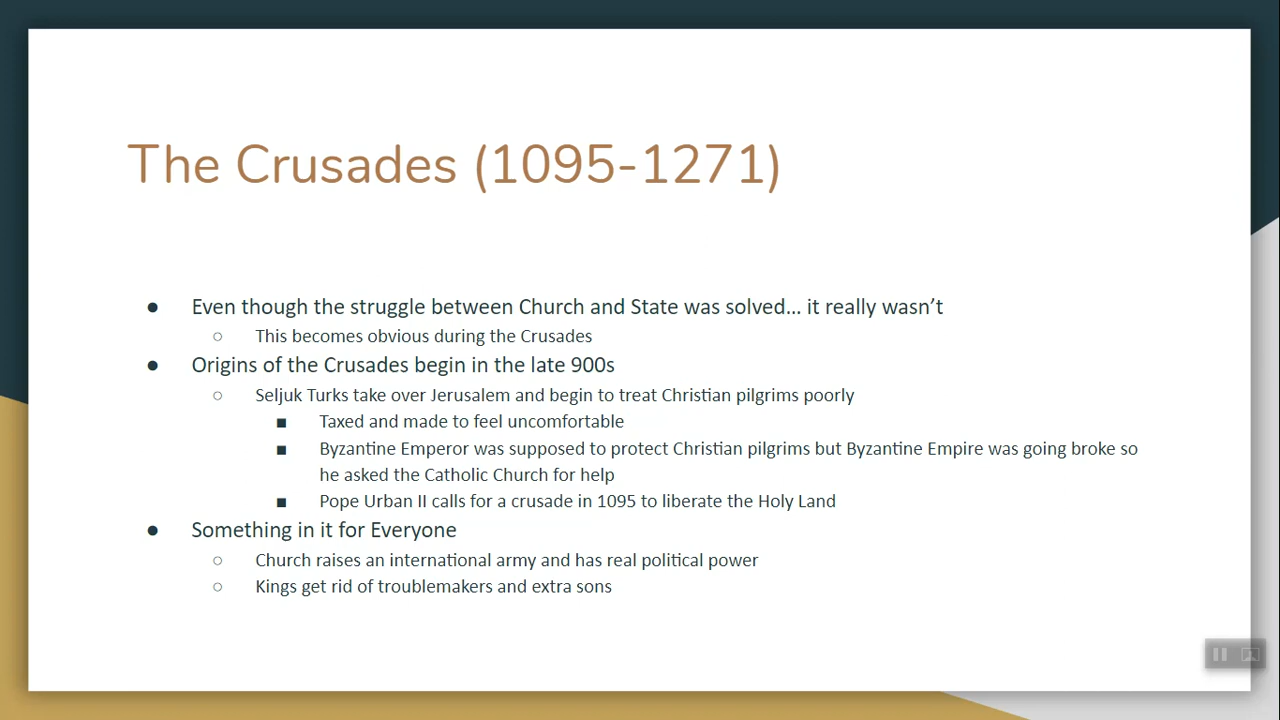 The Crusades (1095-1271)
● Even though the struggle between Church and State was solved... it really wasn't
○ This becomes obvious during the Crusades
● Origins of the Crusades begin in the late 900s
○ Seljuk Turks take over Jerusalem and begin to treat Christian pilgrims poorly
■ Taxed and made to feel uncomfortable
■ Byzantine Emperor was supposed to protect Christian pilgrims but Byzantine Empire was going broke so
he asked the Catholic Church for help
■ Pope Urban II calls for a crusade in 1095 to liberate the Holy Land
● Something in it for Everyone
○ Church raises an international army and has real political power
○ Kings get rid of troublemakers and extra sons